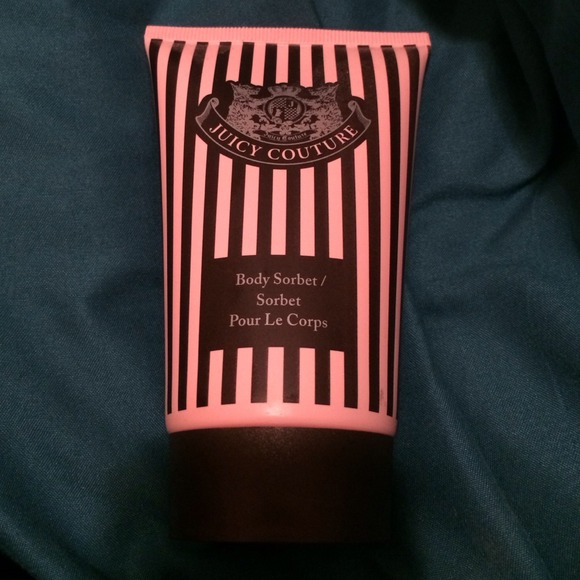 JUICY COUTURE
Body Sorbet /
Sorbet
Pour Le Corps